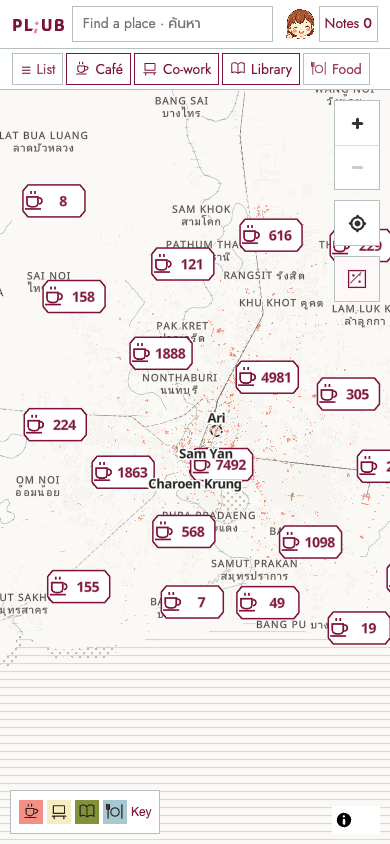 PL;UB
Find a place · ค้นหา
Notes 0
List
Café
Co-work
Library
Food
BANG SAI
บางไทร
LAT BUA LUANG
ลาดบัวหลวง
8
SAM KHOK
สามโคก
616
PATHUM THA
121
RANGSIT รังสิต
SAI NOI
158
KHU KHOT คูคต
LAM LUK K
ลำลูกกา
PAK KRET
1888
NONTHABURI
นนทบุรี
4981
305
Ari
224
Sam Yan
7492
1863
Charoen Krung
OM NOI
อ้อมน้อย
568
1098
SAMUT PRAKAN
สมุทรปราการ
155
7
49
BANG PU บาง
19
Key